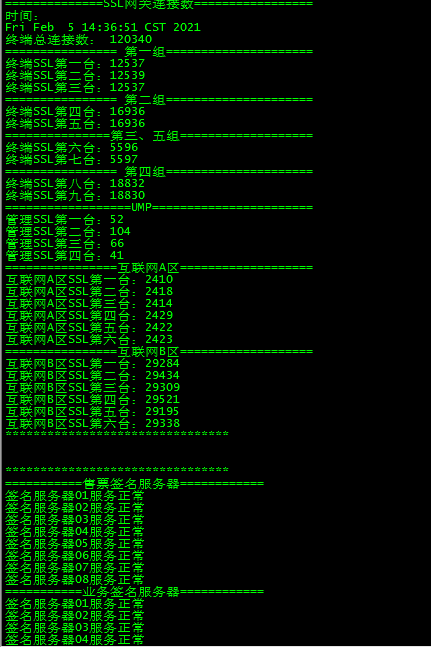 ==============SSL网关连接数=================
时间:
Fri Feb  5 14:36:51 CST 2021
终端总连接数: 120340
================ 第一组=====================
终端SSL第一台: 12537
终端SSL第二台: 12539
终端SSL第三台: 12537
================ 第二组=====================
终端SSL第四台: 16936
终端SSL第五台: 16936
===============第三、五组===================
终端SSL第六台: 5596
终端SSL第七台: 5597
================ 第四组=====================
终端SSL第八台: 18832
终端SSL第九台: 18830
==================UMP=======================
管理SSL第一台: 52
管理SSL第二台: 104
管理SSL第三台: 66
管理SSL第四台: 41
================互联网A区===================
互联网A区SSL第一台: 2410
互联网A区SSL第二台: 2418
互联网A区SSL第三台: 2414
互联网A区SSL第四台: 2429
互联网A区SSL第五台: 2422
互联网A区SSL第六台: 2423
================互联网B区===================
互联网B区SSL第一台: 29284
互联网B区SSL第二台: 29434
互联网B区SSL第三台: 29309
互联网B区SSL第四台: 29521
互联网B区SSL第五台: 29195
互联网B区SSL第六台: 29338
********************************
********************************
===========售票签名服务器============
签名服务器01服务正常
签名服务器02服务正常
签名服务器03服务正常
签名服务器04服务正常
签名服务器05服务正常
签名服务器06服务正常
签名服务器07服务正常
签名服务器08服务正常
===========业务签名服务器============
签名服务器01服务正常
签名服务器02服务正常
签名服务器03服务正常
签名服务器04服务正常